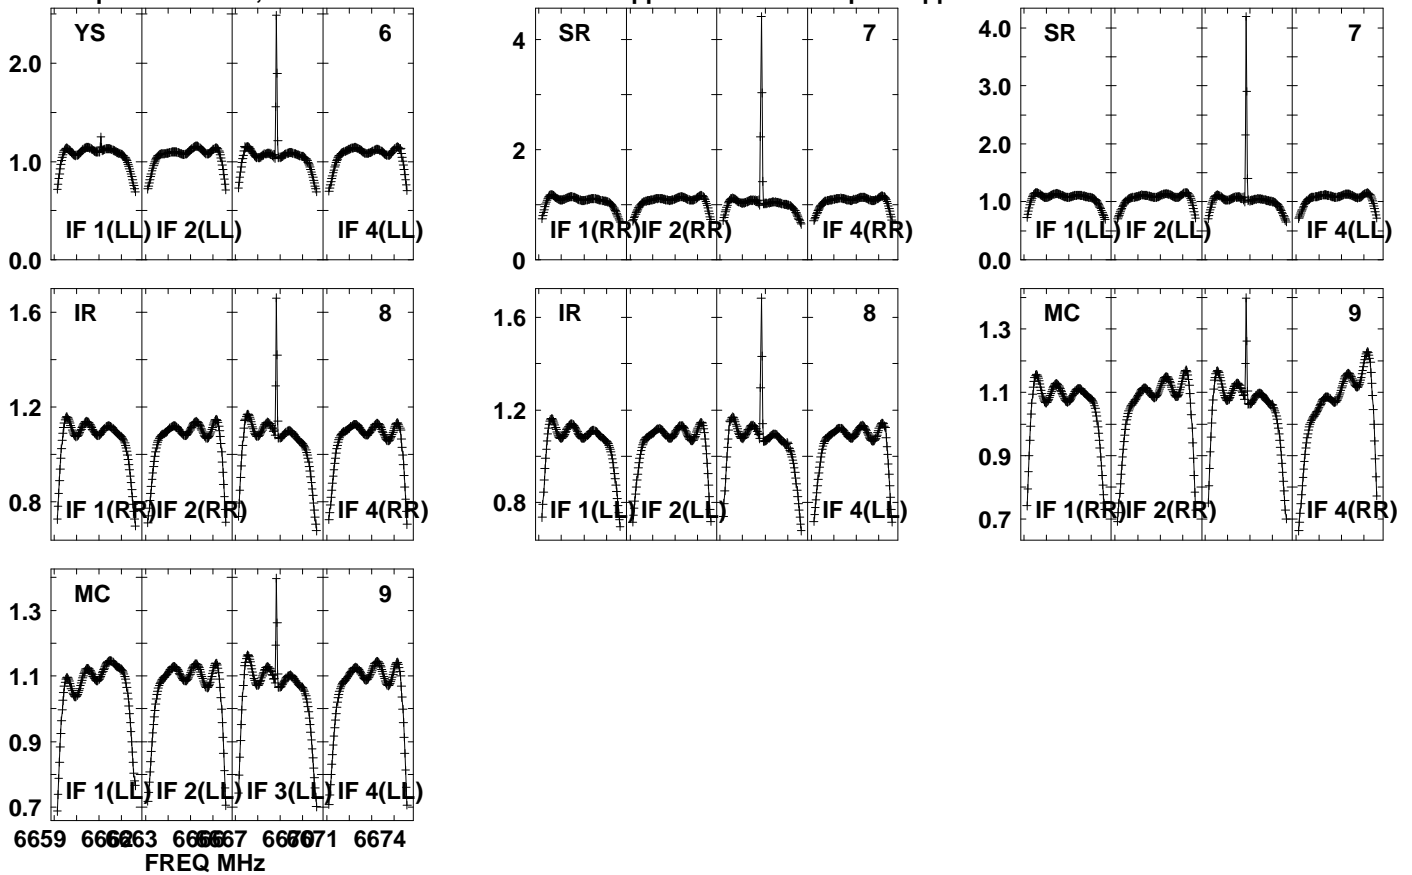 YS 6
2.0
1.0
0.0
IF 1(LL) IF 2(LL) IF 4(LL)
SR 7
4
2
0
IF 1(RR) IF 2(RR) IF 4(RR)
SR 7
4.0
3.0
2.0
1.0
0.0
IF 1(LL) IF 2(LL) IF 4(LL)
IR 8
1.6
1.2
0.8
IF 1(RR) IF 2(RR) IF 4(RR)
IR 8
1.6
1.2
0.8
IF 1(LL) IF 2(LL) IF 4(LL)
MC 9
1.3
1.1
0.9
0.7
IF 1(RR) IF 2(RR) IF 4(RR)
MC 9
1.3
1.1
0.9
0.7
IF 1(LL) IF 2(LL) IF 3(LL) IF 4(LL)
6659 6662 6663 6666 6667 6670 6671 6674
FREQ MHz